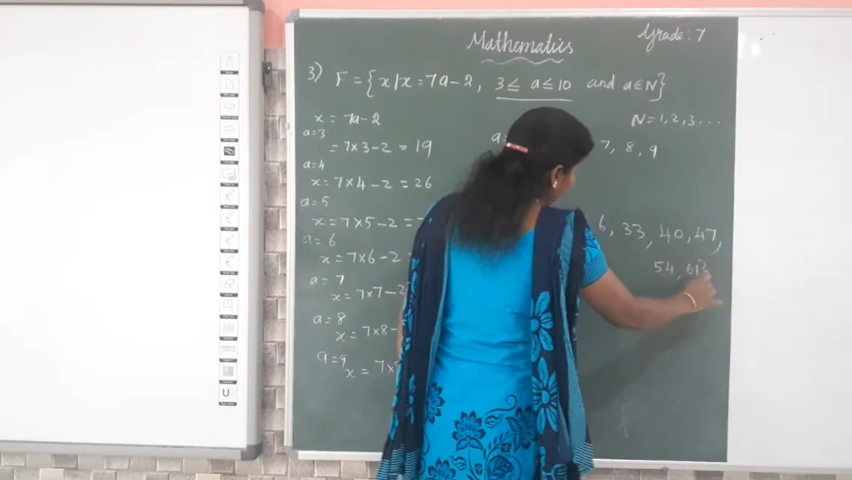 Mathematics
Grade: 7
3) F = {x/x = 7a-2, 3 ≤ a ≤ 10 and a∈N}
x = 7a-2
N = 1, 2, 3 ...
a=3
a=
7, 8, 9
= 7×3-2 = 19
a=4
x = 7×4-2 = 26
a=5
x = 7×5-2 =
6, 33, 40, 47,
a=6
x = 7×6-2 =
54, 61}
a=7
x = 7×7-2
a=8
x = 7×8-
a=9
x = 7×
U